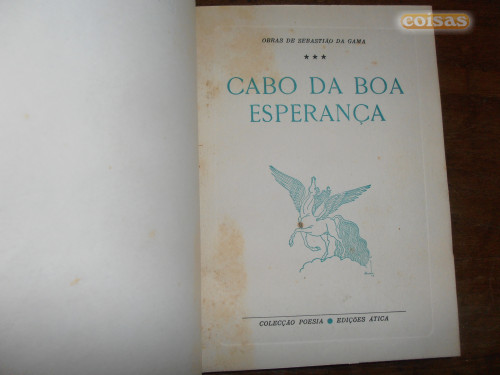 coisas
OBRAS DE SEBASTIÃO DA GAMA
★★★
CABO DA BOA
ESPERANÇA
COLECÇÃO POESIA ● EDIÇÕES ÁTICA